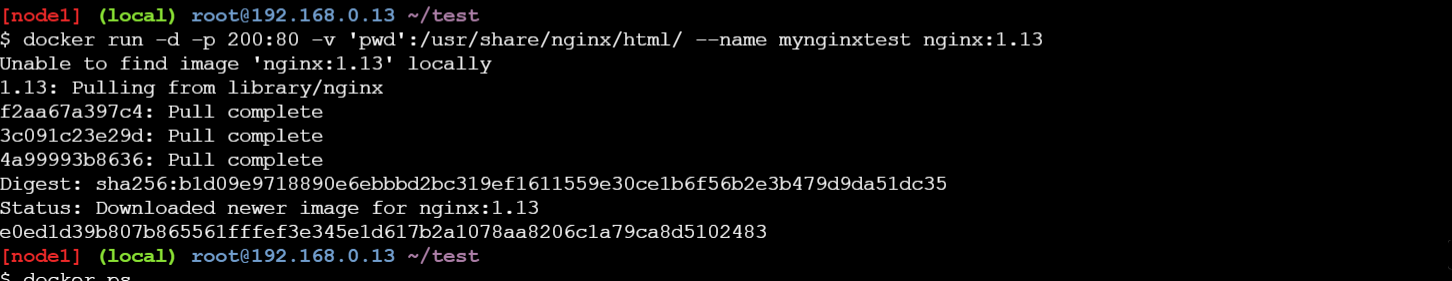 [node1] (local) root@192.168.0.13 ~/test
$ docker run -d -p 200:80 -v 'pwd':/usr/share/nginx/html/ --name mynginxtest nginx:1.13
Unable to find image 'nginx:1.13' locally
1.13: Pulling from library/nginx
f2aa67a397c4: Pull complete
3c091c23e29d: Pull complete
4a99993b8636: Pull complete
Digest: sha256:b1d09e9718890e6ebbbd2bc319ef1611559e30ce1b6f56b2e3b479d9da51dc35
Status: Downloaded newer image for nginx:1.13
e0ed1d39b807b865561fffef3e345e1d617b2a1078aa8206c1a79ca8d5102483
[node1] (local) root@192.168.0.13 ~/test
$ docker ps